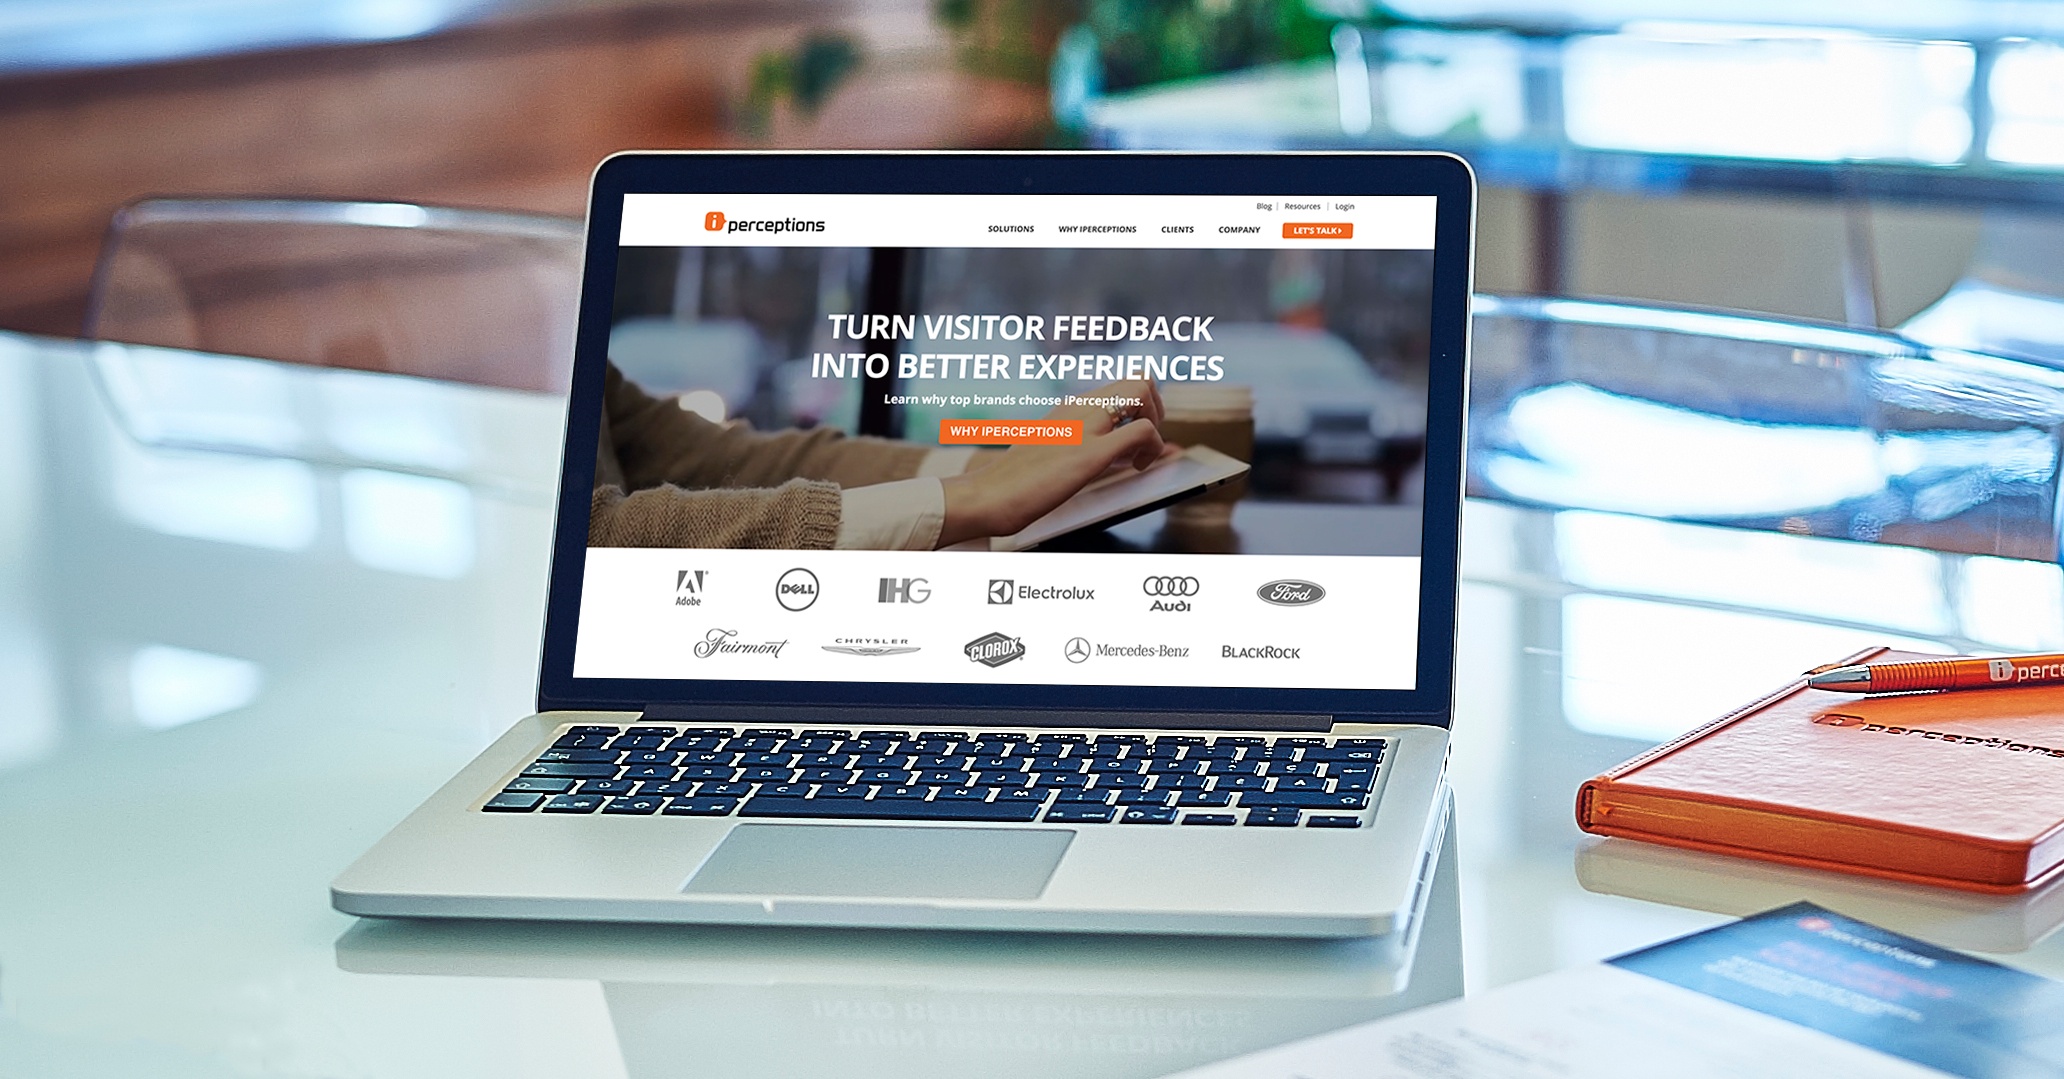 Blog | Resources | Login
iperceptions
SOLUTIONS WHY IPERCEPTIONS CLIENTS COMPANY LET'S TALK
TURN VISITOR FEEDBACK
INTO BETTER EXPERIENCES
Learn why top brands choose iPerceptions.
WHY IPERCEPTIONS
Adobe DELL IHG Electrolux Audi Ford
Fairmont CHRYSLER CLOROX Mercedes-Benz BLACKROCK
i perce
iperceptions
iperceptions